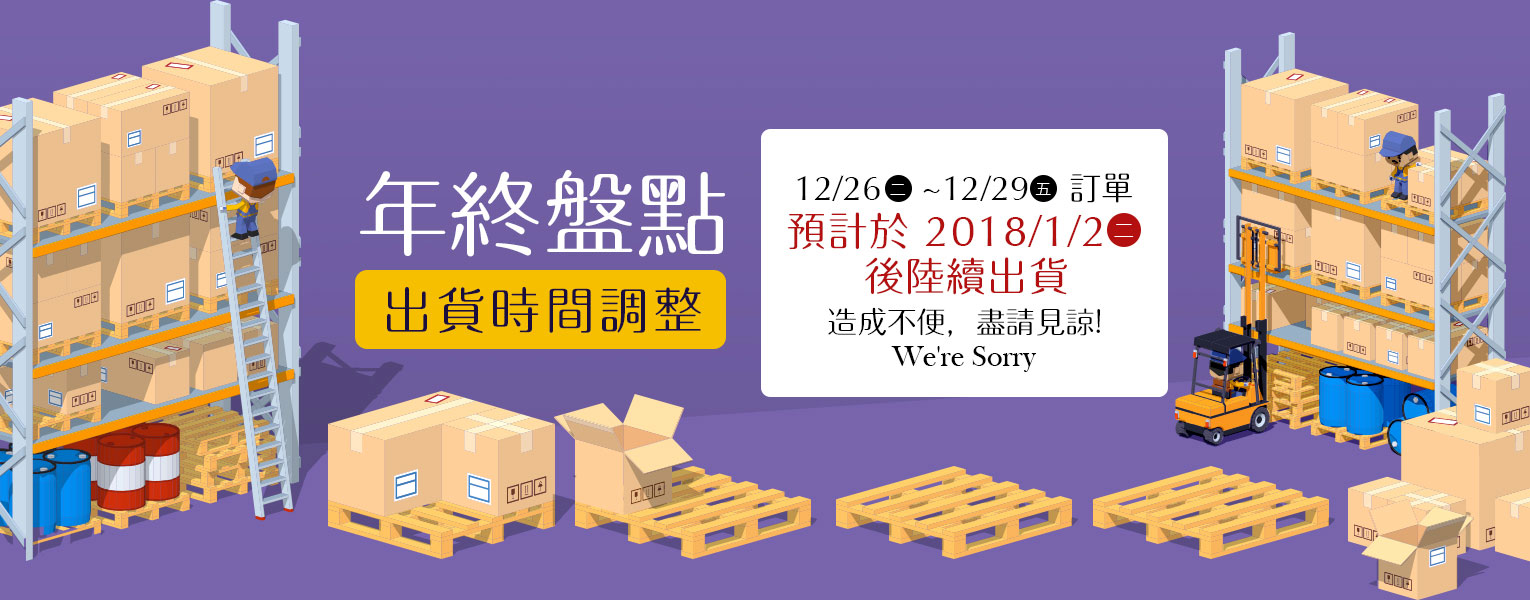 年終盤點
出貨時間調整
12/26㊁ ~12/29㊄ 訂單
預計於 2018/1/2㊁
後陸續出貨
造成不便，盡請見諒!
We're Sorry